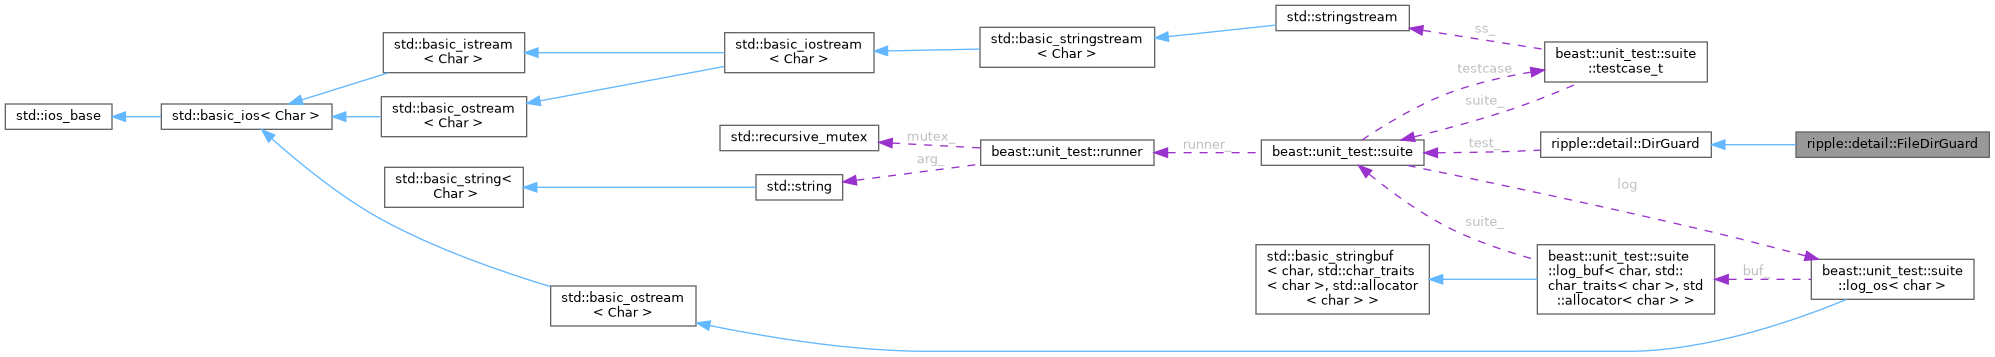 std::stringstream
std::basic_istream
< Char >
std::basic_iostream
< Char >
std::basic_stringstream
< Char >
ss_
beast::unit_test::suite
::testcase_t
testcase
suite_
std::ios_base
std::basic_ios< Char >
std::basic_ostream
< Char >
std::recursive_mutex
mutex_
arg_
beast::unit_test::runner
runner_
beast::unit_test::suite
test_
ripple::detail::DirGuard
ripple::detail::FileDirGuard
std::basic_string<
Char >
std::string
log
suite_
std::basic_stringbuf
< char, std::char_traits
< char >, std::allocator
< char > >
beast::unit_test::suite
::log_buf< char, std::
char_traits< char >, std
::allocator< char > >
buf_
beast::unit_test::suite
::log_os< char >
std::basic_ostream
< Char >